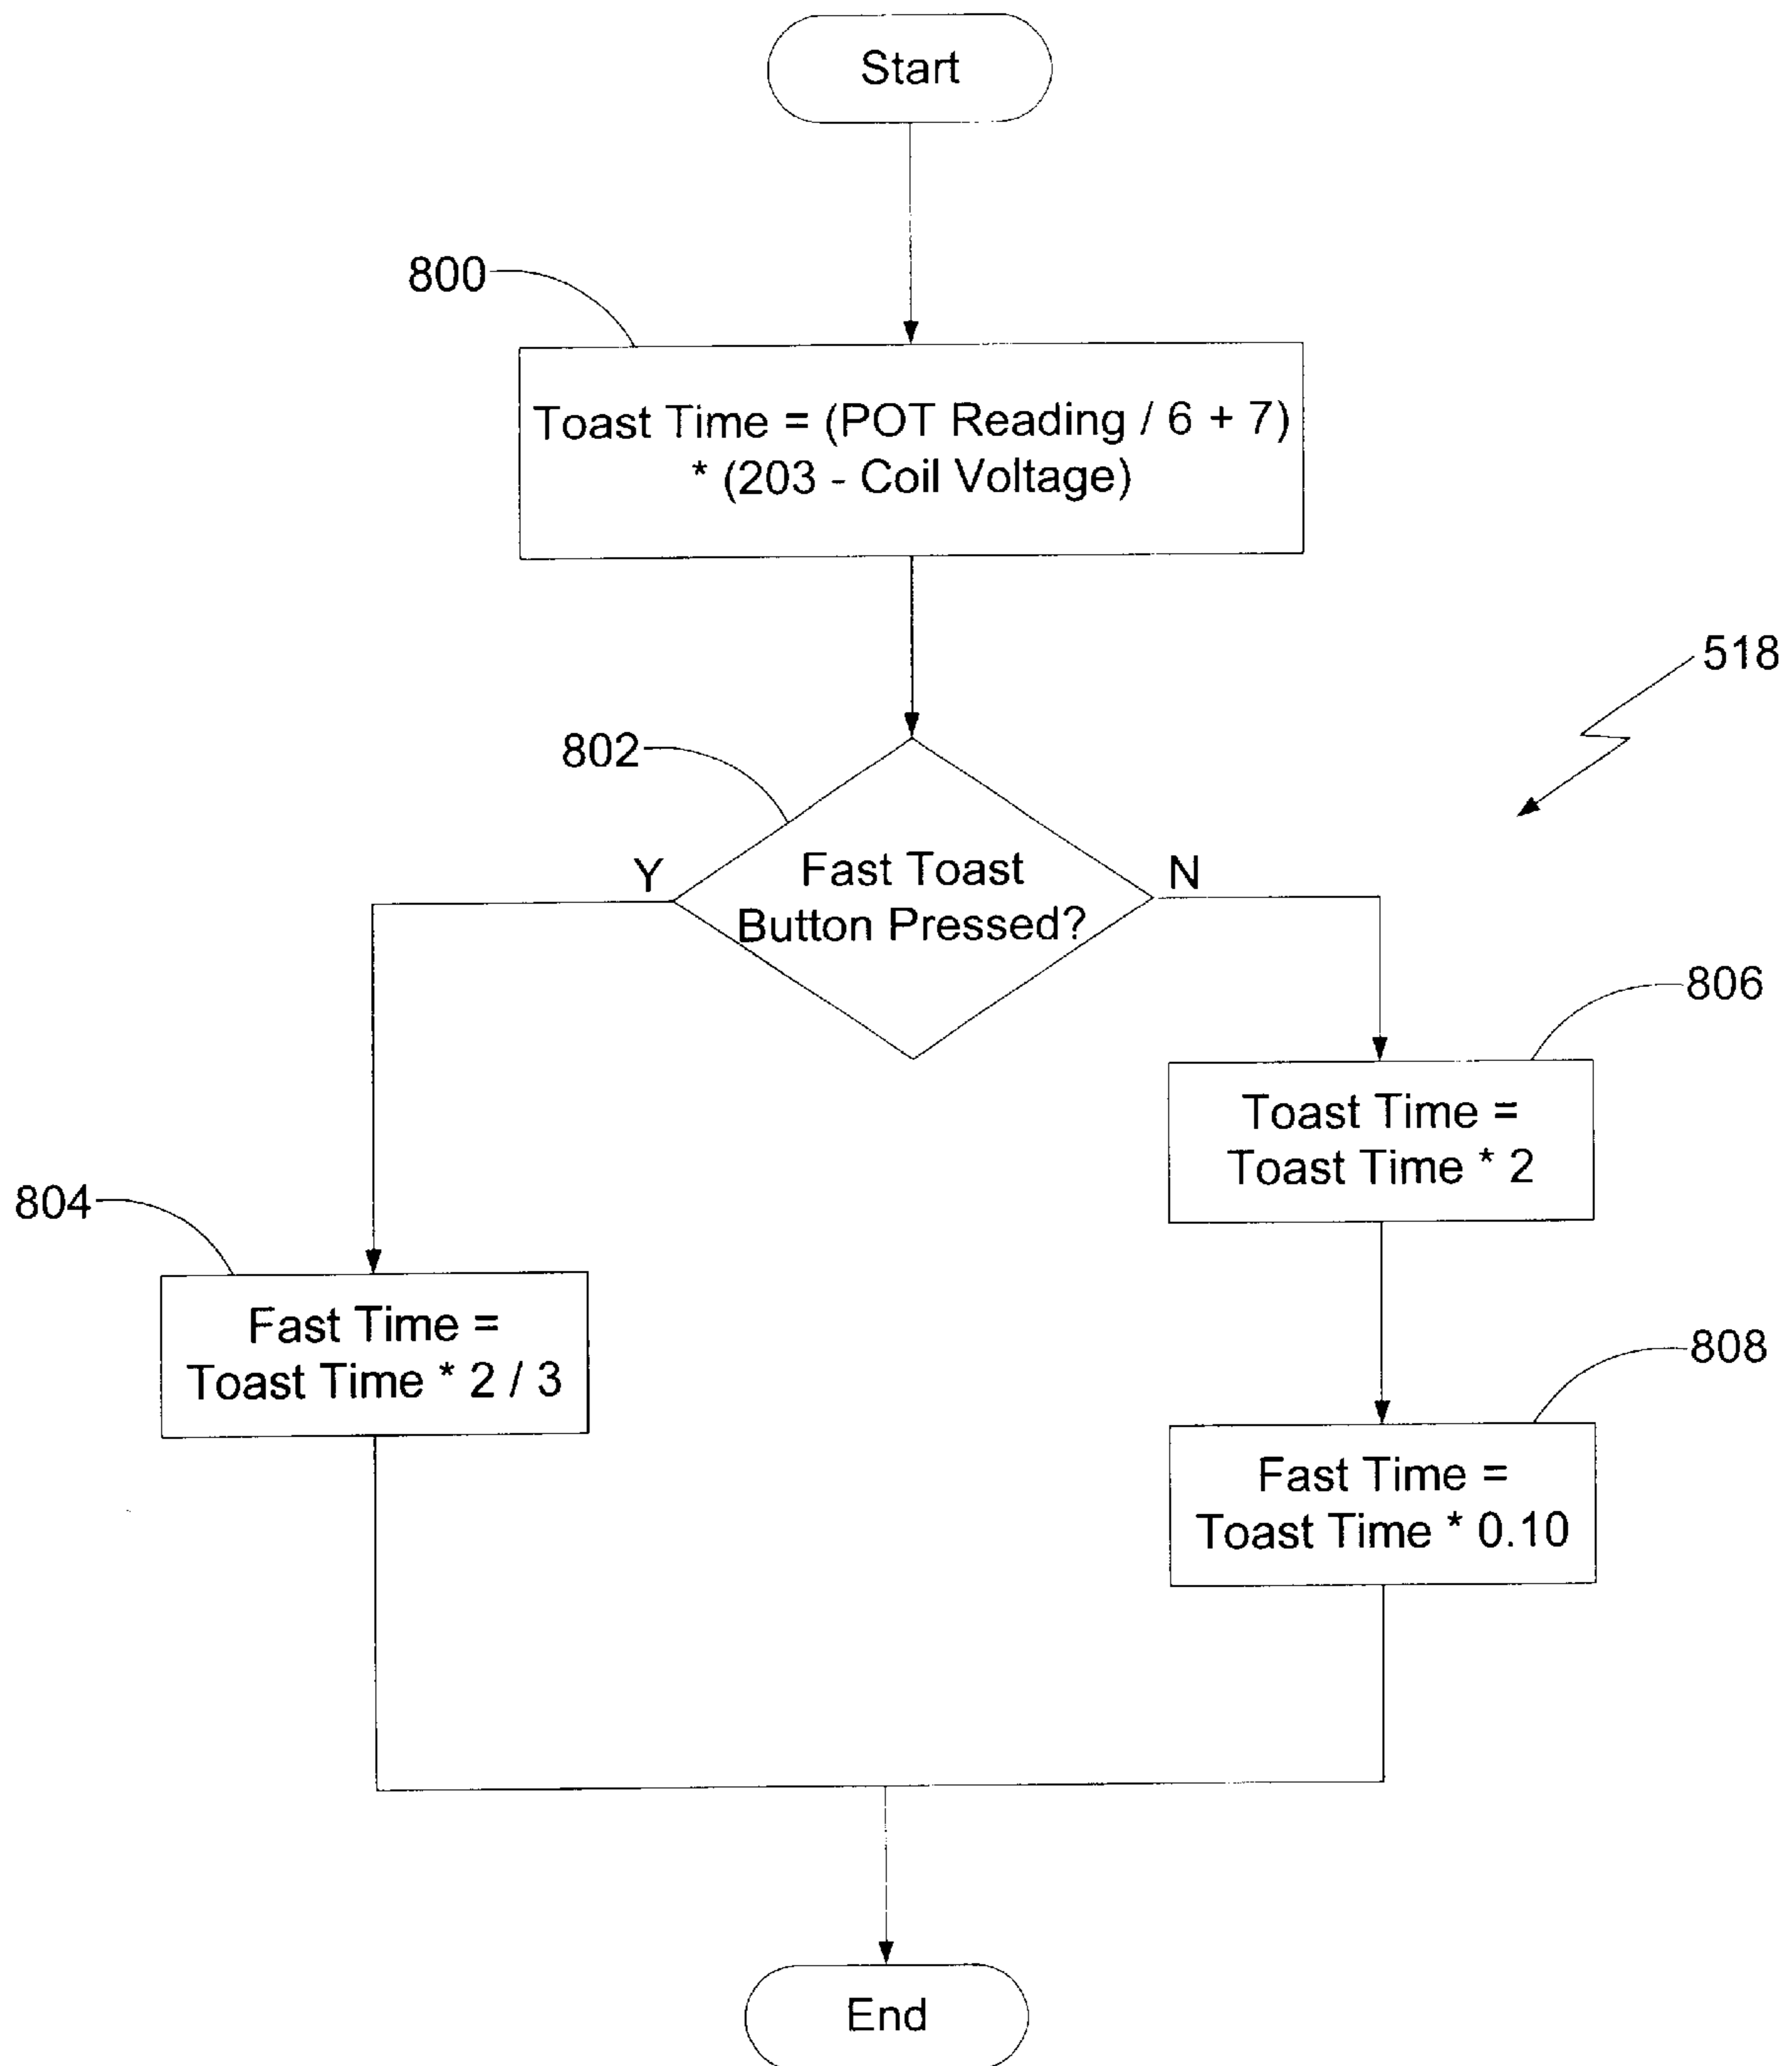 Start
800
Toast Time = (POT Reading / 6 + 7)
* (203 - Coil Voltage)
518
802
Y
Fast Toast
Button Pressed?
N
806
Toast Time =
Toast Time * 2
804
Fast Time =
Toast Time * 2 / 3
808
Fast Time =
Toast Time * 0.10
End